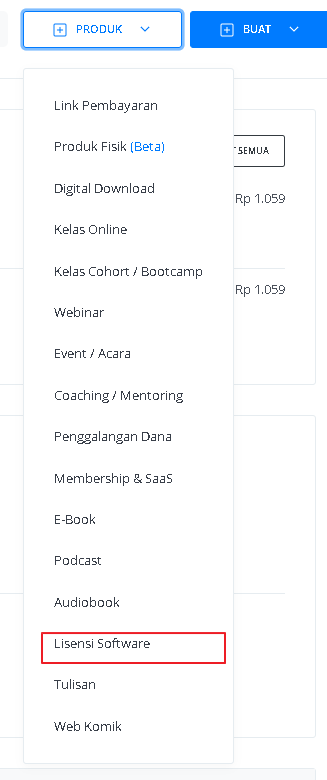 PRODUK
BUAT
Link Pembayaran
Produk Fisik (Beta)
SEMUA
Digital Download
Rp 1.059
Kelas Online
Kelas Cohort / Bootcamp
Rp 1.059
Webinar
Event / Acara
Coaching / Mentoring
Penggalangan Dana
Membership & SaaS
E-Book
Podcast
Audiobook
Lisensi Software
Tulisan
Web Komik